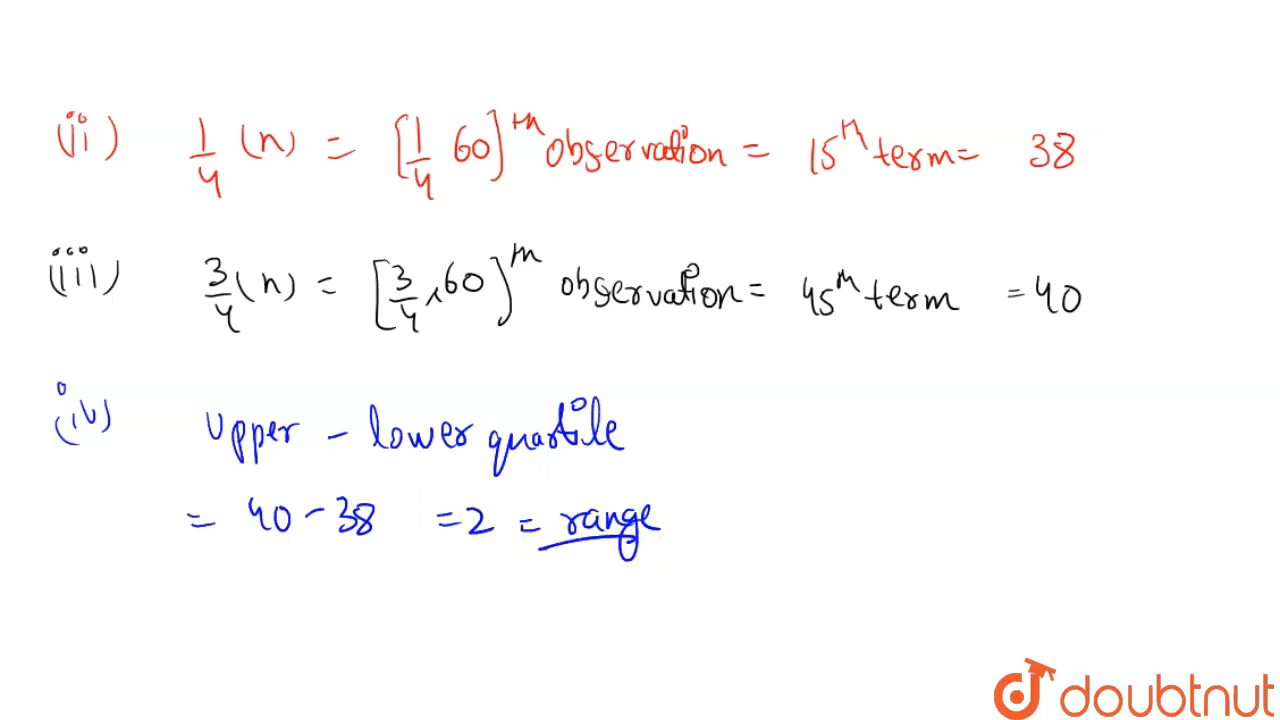 (ii) 1/4 (n) = [1/4 60]th observation = 15th term = 38
(iii) 3/4 (n) = [3/4 × 60]th observation = 45th term = 40
(iv) Upper - lower quartile
= 40 - 38 = 2 = range
doubtnut